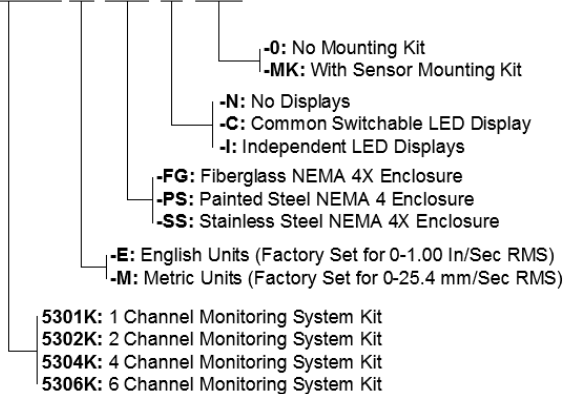 -0: No Mounting Kit
-MK: With Sensor Mounting Kit
-N: No Displays
-C: Common Switchable LED Display
-I: Independent LED Displays
-FG: Fiberglass NEMA 4X Enclosure
-PS: Painted Steel NEMA 4 Enclosure
-SS: Stainless Steel NEMA 4X Enclosure
-E: English Units (Factory Set for 0-1.00 In/Sec RMS)
-M: Metric Units (Factory Set for 0-25.4 mm/Sec RMS)
5301K: 1 Channel Monitoring System Kit
5302K: 2 Channel Monitoring System Kit
5304K: 4 Channel Monitoring System Kit
5306K: 6 Channel Monitoring System Kit